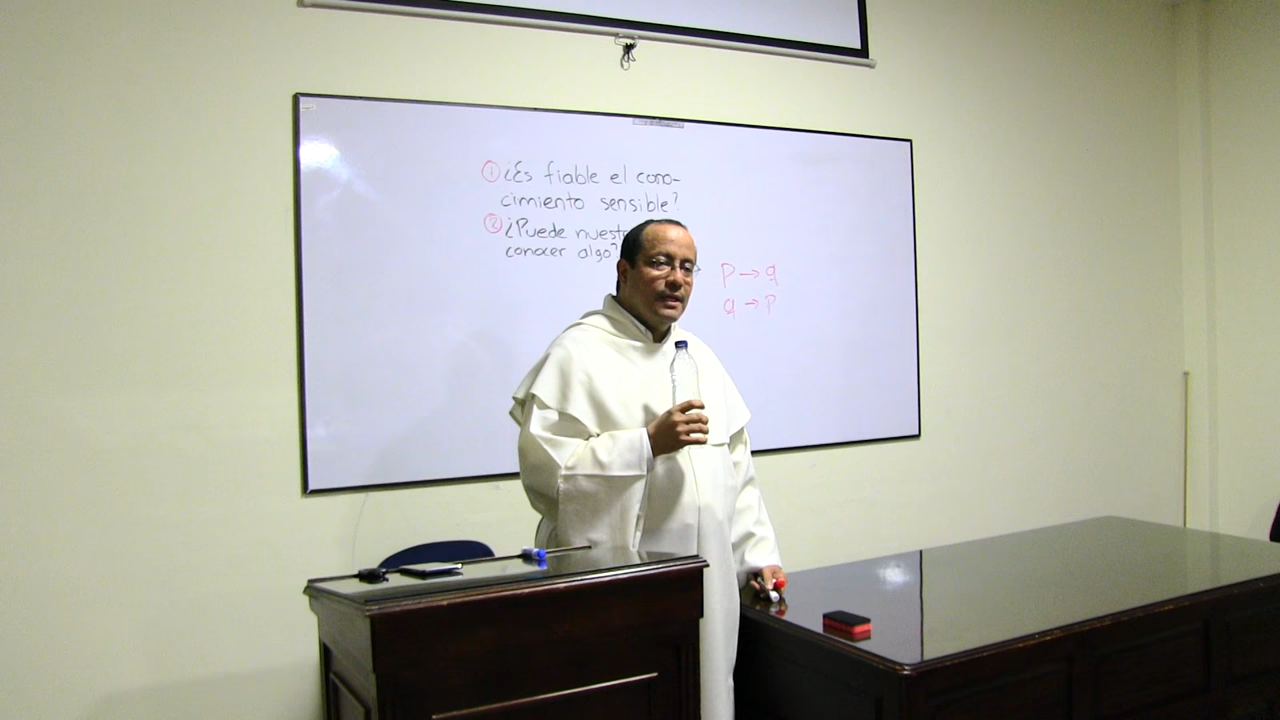 ① ¿Es fiable el cono-
cimiento sensible?
② ¿Puede nuestr
conocer algo?
P → q
q → P